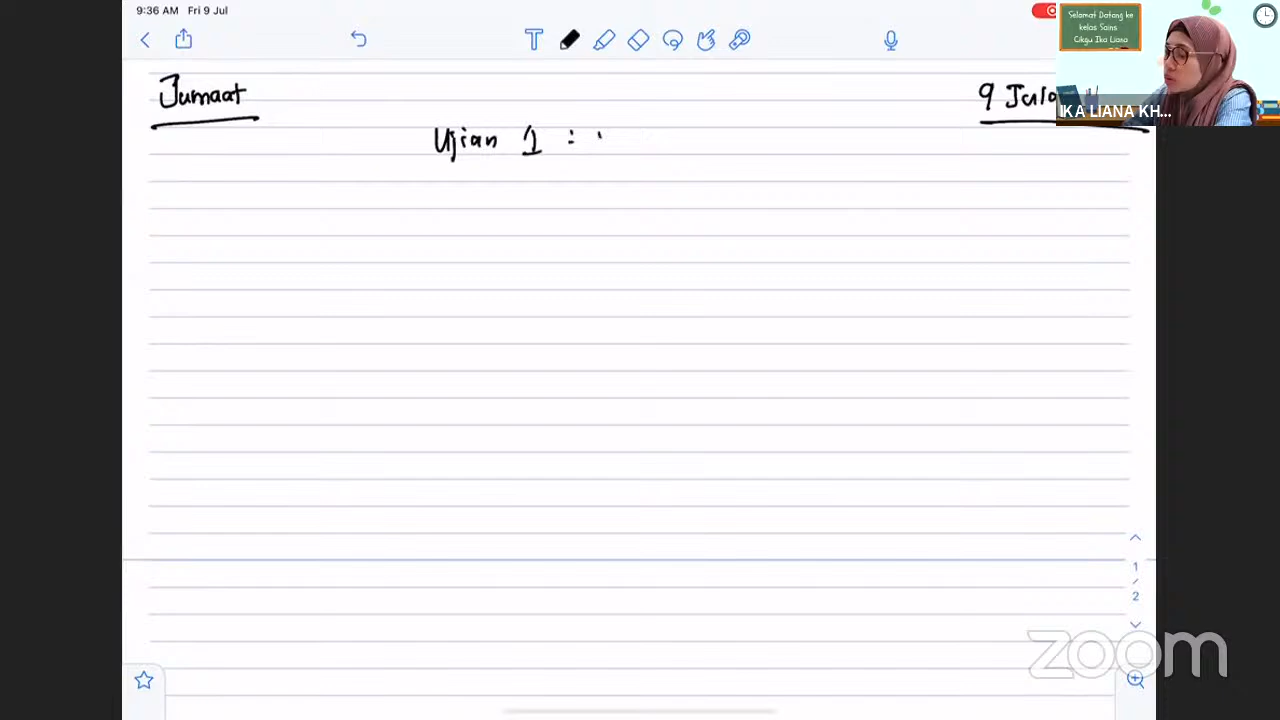 9:36 AM Fri 9 Jul
Selamat Datang ke
kelas Sains
Cikgu Ika Liana
T
IKA LIANA KH...
Jumaat
9
Ujian 1 :
1
/
2
zoom